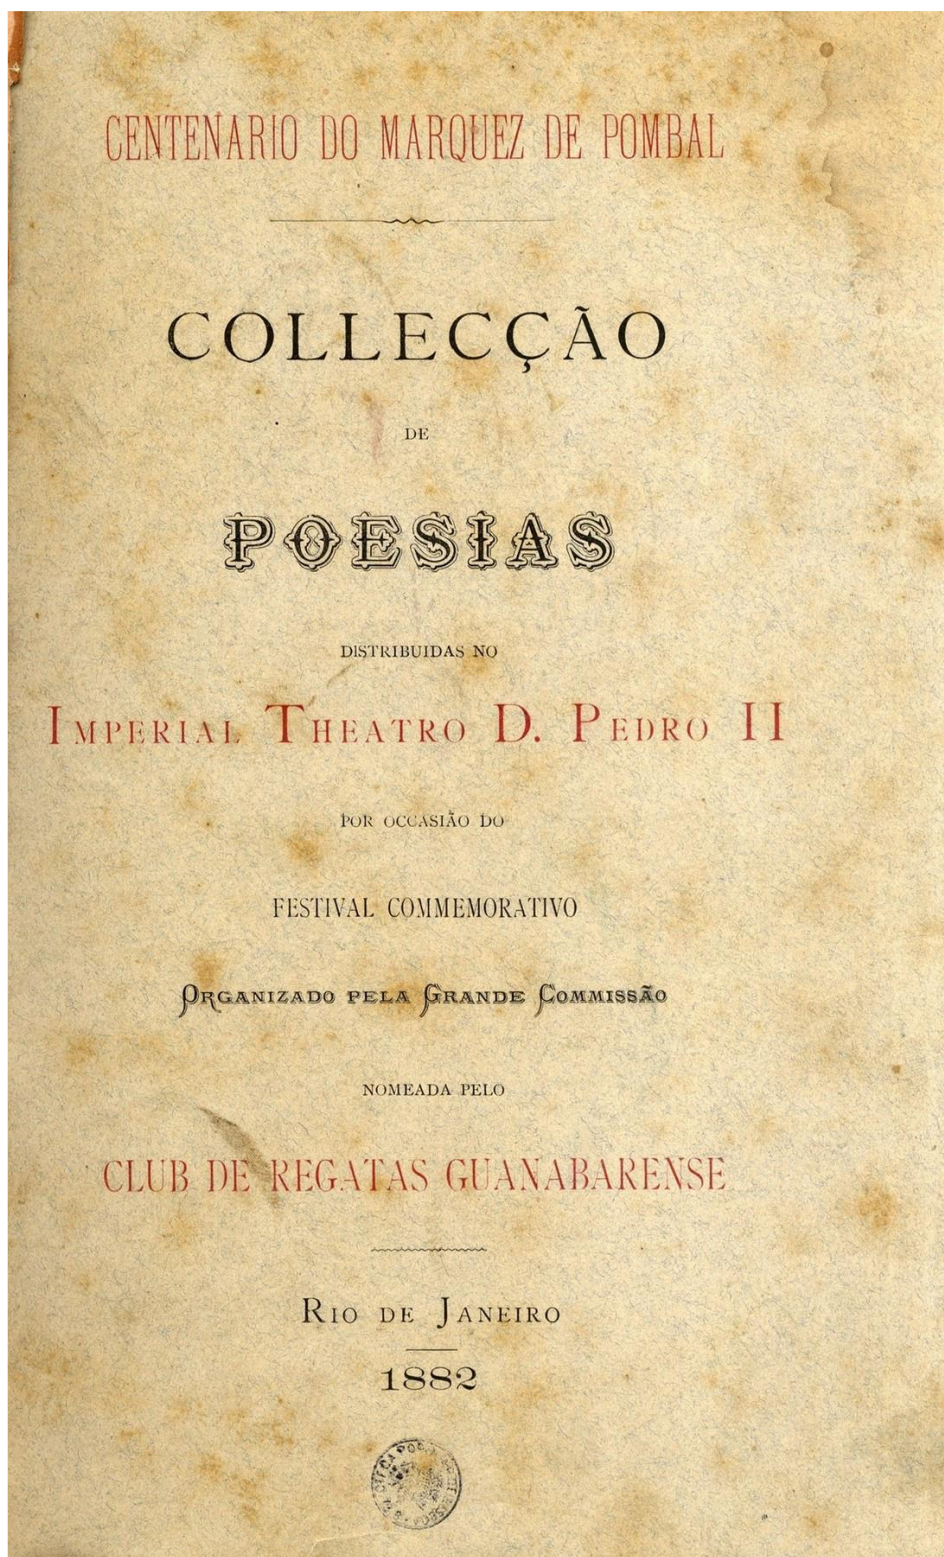 CENTENARIO DO MARQUEZ DE POMBAL
COLLECÇÃO
DE
POESIAS
DISTRIBUIDAS NO
IMPERIAL THEATRO D. PEDRO II
POR OCCASIÃO DO
FESTIVAL COMMEMORATIVO
ORGANIZADO PELA GRANDE COMMISSÃO
NOMEADA PELO
CLUB DE REGATAS GUANABARENSE
RIO DE JANEIRO
1882